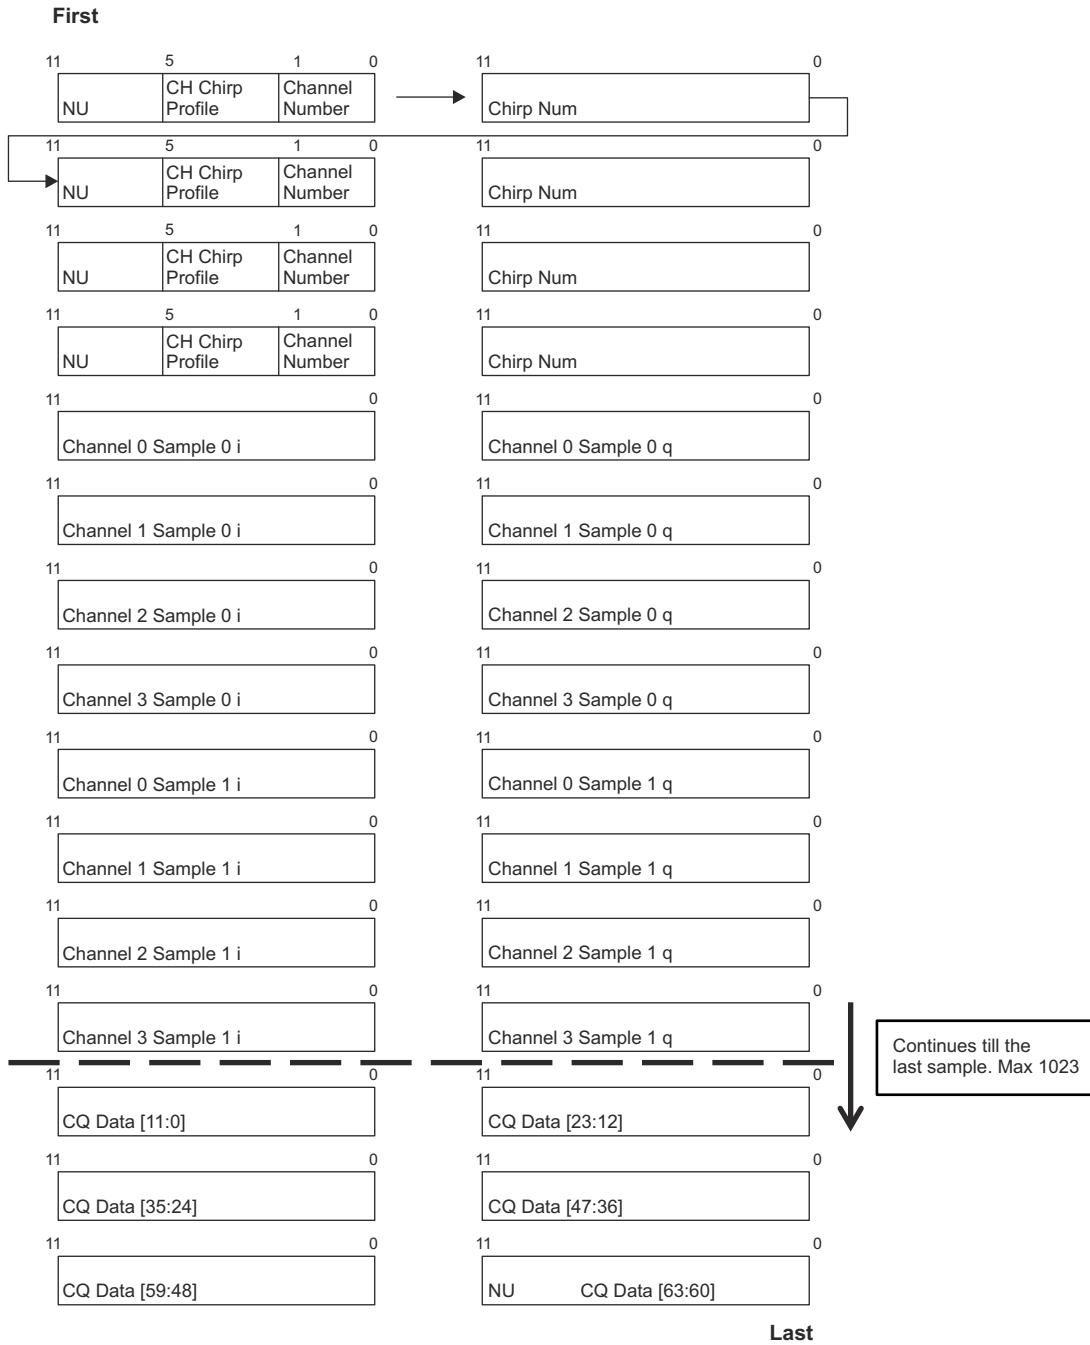 First
11 5 1 0 11 0
CH Chirp Channel
NU Profile Number Chirp Num
11 5 1 0 11 0
CH Chirp Channel
NU Profile Number Chirp Num
11 5 1 0 11 0
CH Chirp Channel
NU Profile Number Chirp Num
11 5 1 0 11 0
CH Chirp Channel
NU Profile Number Chirp Num
11 0 11 0
Channel 0 Sample 0 i Channel 0 Sample 0 q
11 0 11 0
Channel 1 Sample 0 i Channel 1 Sample 0 q
11 0 11 0
Channel 2 Sample 0 i Channel 2 Sample 0 q
11 0 11 0
Channel 3 Sample 0 i Channel 3 Sample 0 q
11 0 11 0
Channel 0 Sample 1 i Channel 0 Sample 1 q
11 0 11 0
Channel 1 Sample 1 i Channel 1 Sample 1 q
11 0 11 0
Channel 2 Sample 1 i Channel 2 Sample 1 q
11 0 11 0
Channel 3 Sample 1 i Channel 3 Sample 1 q
Continues till the
last sample. Max 1023
11 0 11 0
CQ Data [11:0] CQ Data [23:12]
11 0 11 0
CQ Data [35:24] CQ Data [47:36]
11 0 11 0
CQ Data [59:48] NU CQ Data [63:60]
Last